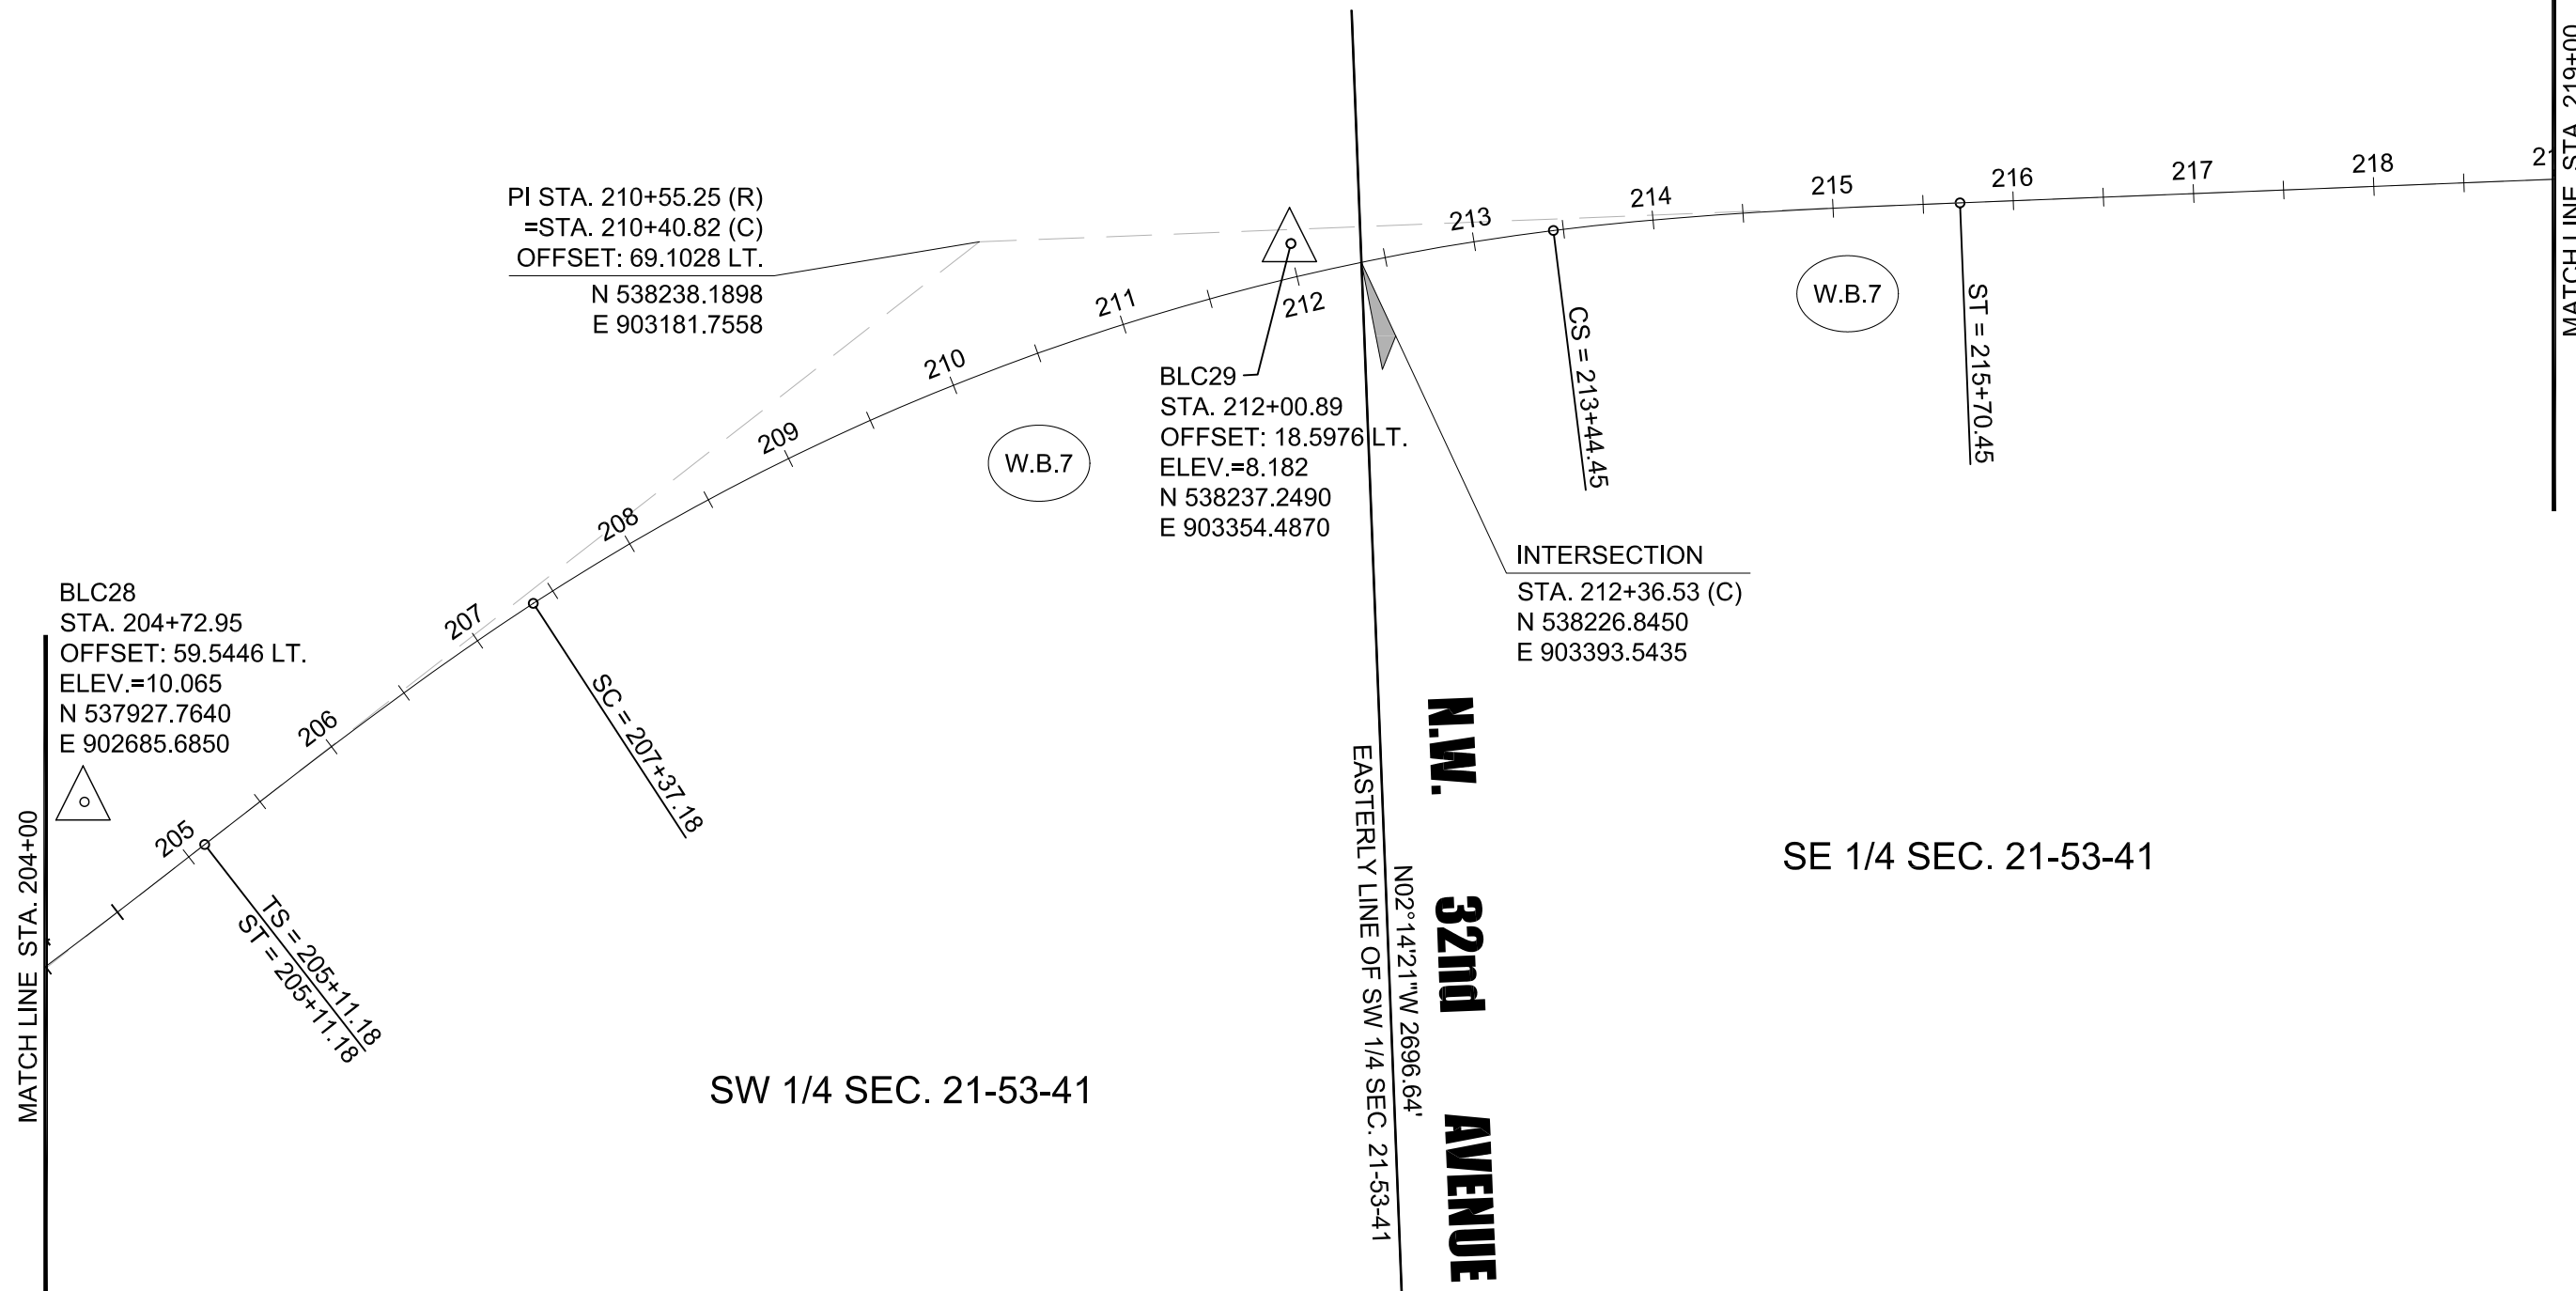 PI STA. 210+55.25 (R)
=STA. 210+40.82 (C)
OFFSET: 69.1028 LT.
N 538238.1898
E 903181.7558
BLC28
STA. 204+72.95
OFFSET: 59.5446 LT.
ELEV.=10.065
N 537927.7640
E 902685.6850
MATCH LINE STA. 204+00
205
206
207
208
209
210
211
212
213
214
215
216
217
218
TS = 205+11.18
ST = 205+11.18
SC = 207+37.18
W.B.7
BLC29
STA. 212+00.89
OFFSET: 18.5976 LT.
ELEV.=8.182
N 538237.2490
E 903354.4870
CS = 213+44.45
W.B.7
ST = 215+70.45
INTERSECTION
STA. 212+36.53 (C)
N 538226.8450
E 903393.5435
EASTERLY LINE OF SW 1/4 SEC. 21-53-41
N02°14'21"W 2696.64'
N.W. 32nd AVENUE
SW 1/4 SEC. 21-53-41
SE 1/4 SEC. 21-53-41
MATCH LINE STA. 219+00